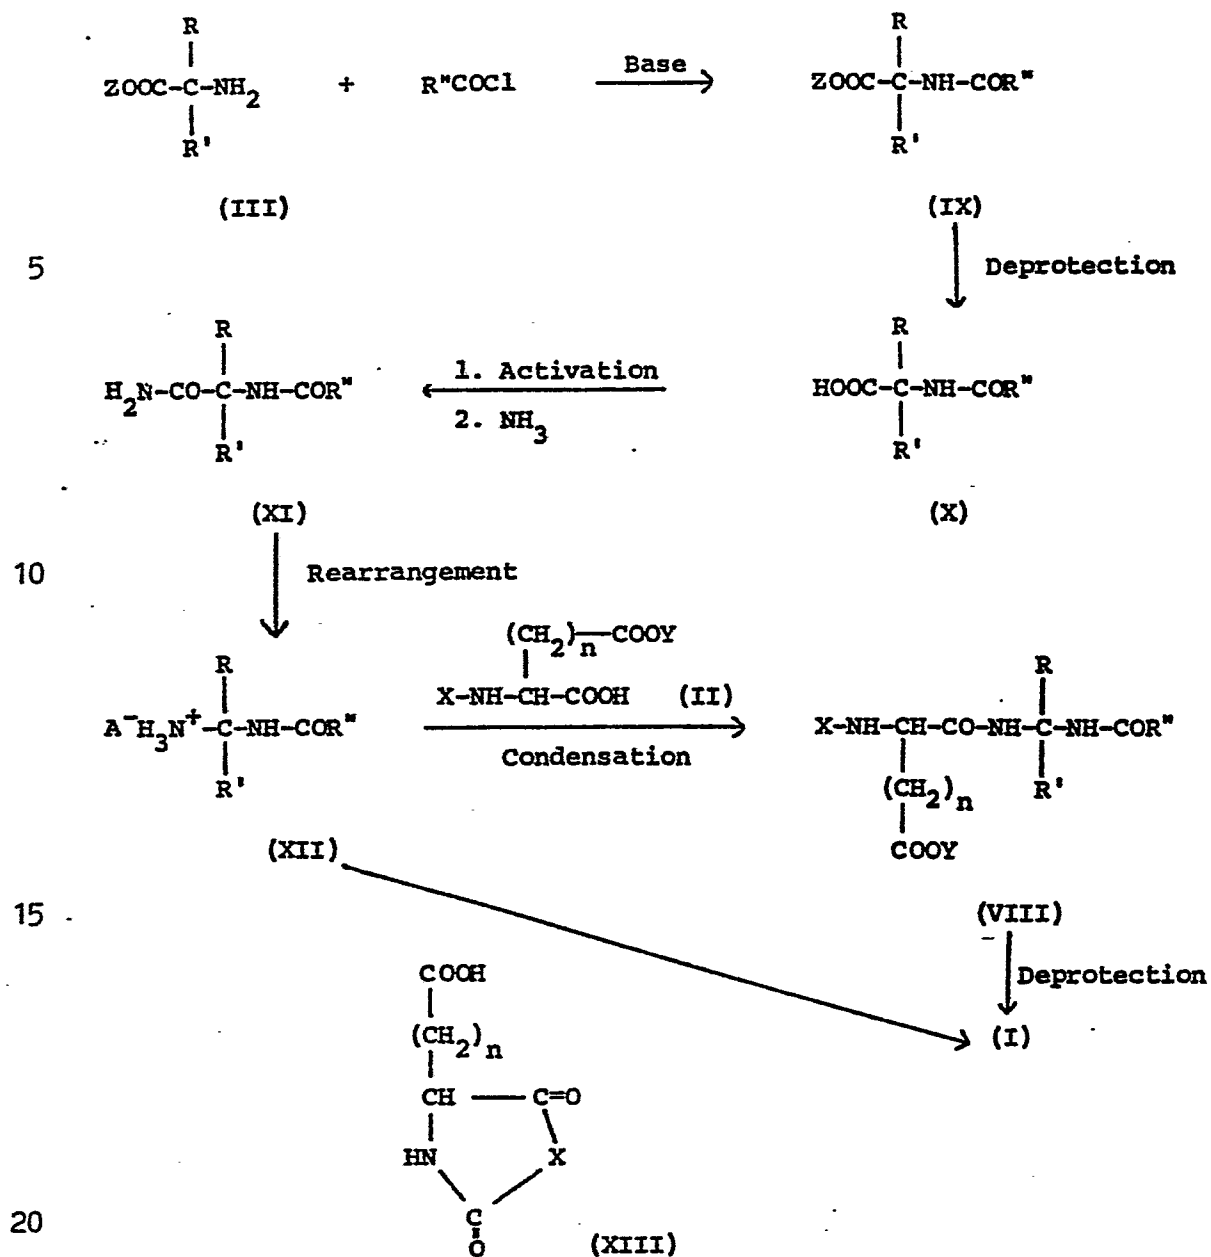 R R
ZOOC-C-NH2 + R"COCl Base ZOOC-C-NH-COR"
R' R'
(III) (IX)
5 Deprotection
R R
H2N-CO-C-NH-COR" 1. Activation HOOC-C-NH-COR"
2. NH3
R' R'
(XI) (X)
10 Rearrangement
(CH2)n—COOY
R R
X-NH-CH-COOH (II)
A-H3N+-C-NH-COR" X-NH-CH-CO-NH-C-NH-COR"
Condensation
R' (CH2)n R'
(XII) COOY
15 (VIII)
COOH Deprotection
(CH2)n (I)
CH C=O
HN X
C
20 O (XIII)